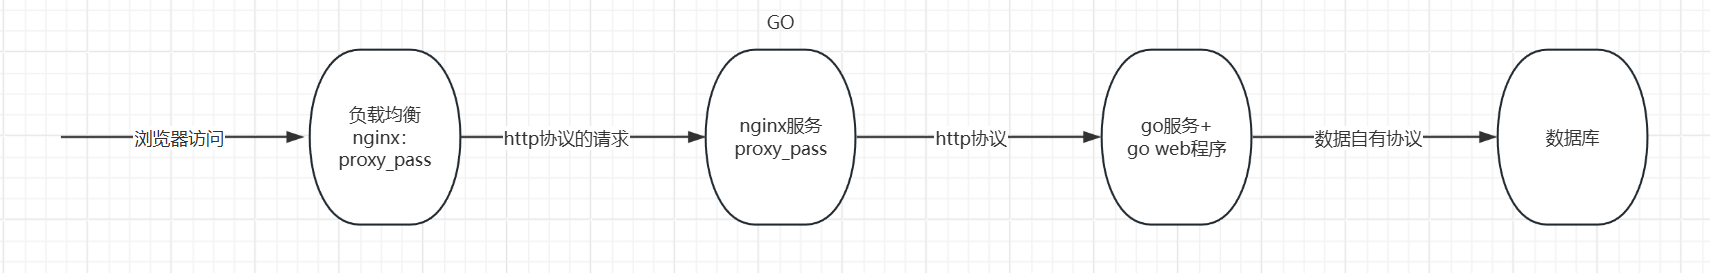 GO
浏览器访问
负载均衡
nginx：
proxy_pass
http协议的请求
nginx服务
proxy_pass
http协议
go服务+
go web程序
数据自有协议
数据库